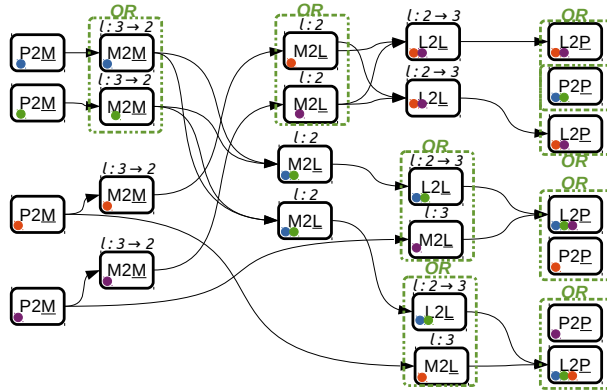 OR
l : 3 → 2
P2M
M2M
l : 3 → 2
P2M
M2M
l : 3 → 2
P2M
M2M
l : 3 → 2
P2M
M2M
OR
l : 2
M2L
l : 2
M2L
l : 2
M2L
l : 2
M2L
l : 2 → 3
L2L
l : 2 → 3
L2L
OR
l : 2 → 3
L2L
l : 3
M2L
OR
l : 2 → 3
L2L
l : 3
M2L
OR
L2P
P2P
L2P
OR
OR
L2P
P2P
OR
P2P
L2P